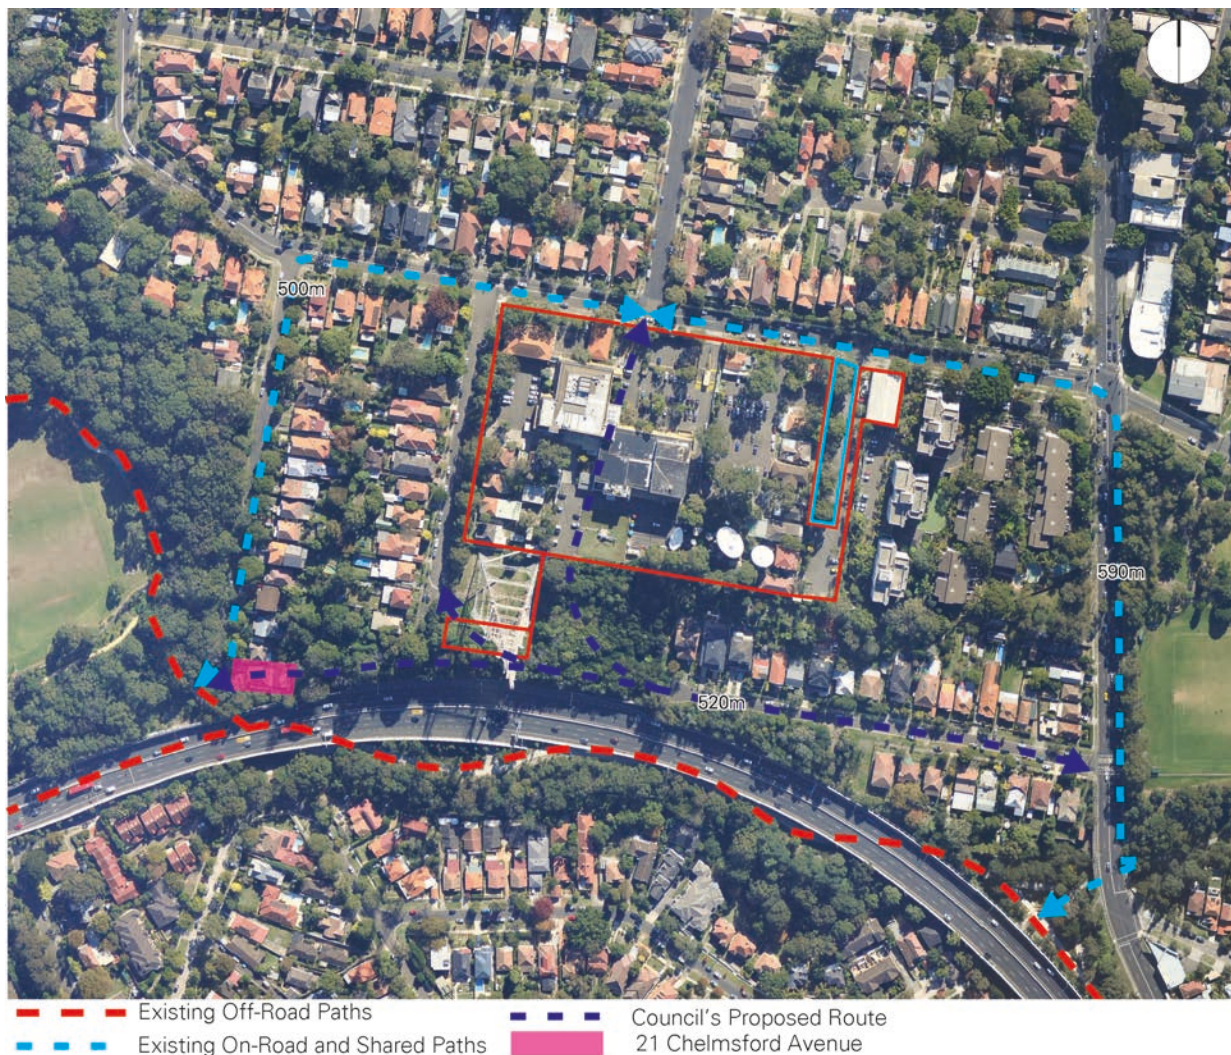 500m
590m
520m
Existing Off-Road Paths
Council's Proposed Route
Existing On-Road and Shared Paths
21 Chelmsford Avenue